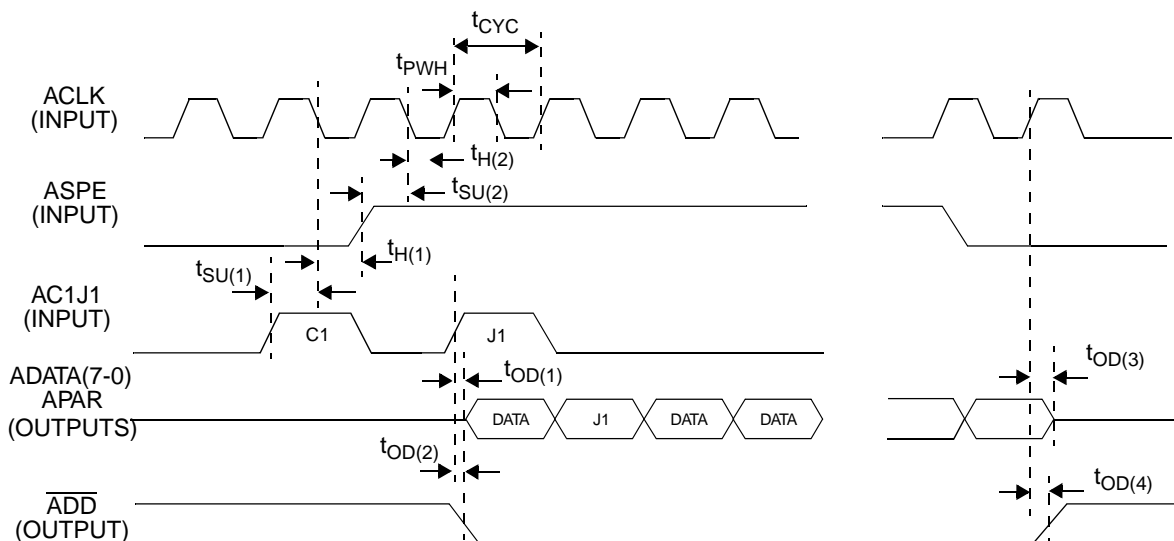 tCYC
tPWH
ACLK
(INPUT)
tH(2)
tSU(2)
ASPE
(INPUT)
tH(1)
tSU(1)
AC1J1
(INPUT)
C1
J1
ADATA(7-0)
APAR
(OUTPUTS)
tOD(1)
tOD(3)
DATA
J1
DATA
DATA
tOD(2)
tOD(4)
ADD
(OUTPUT)